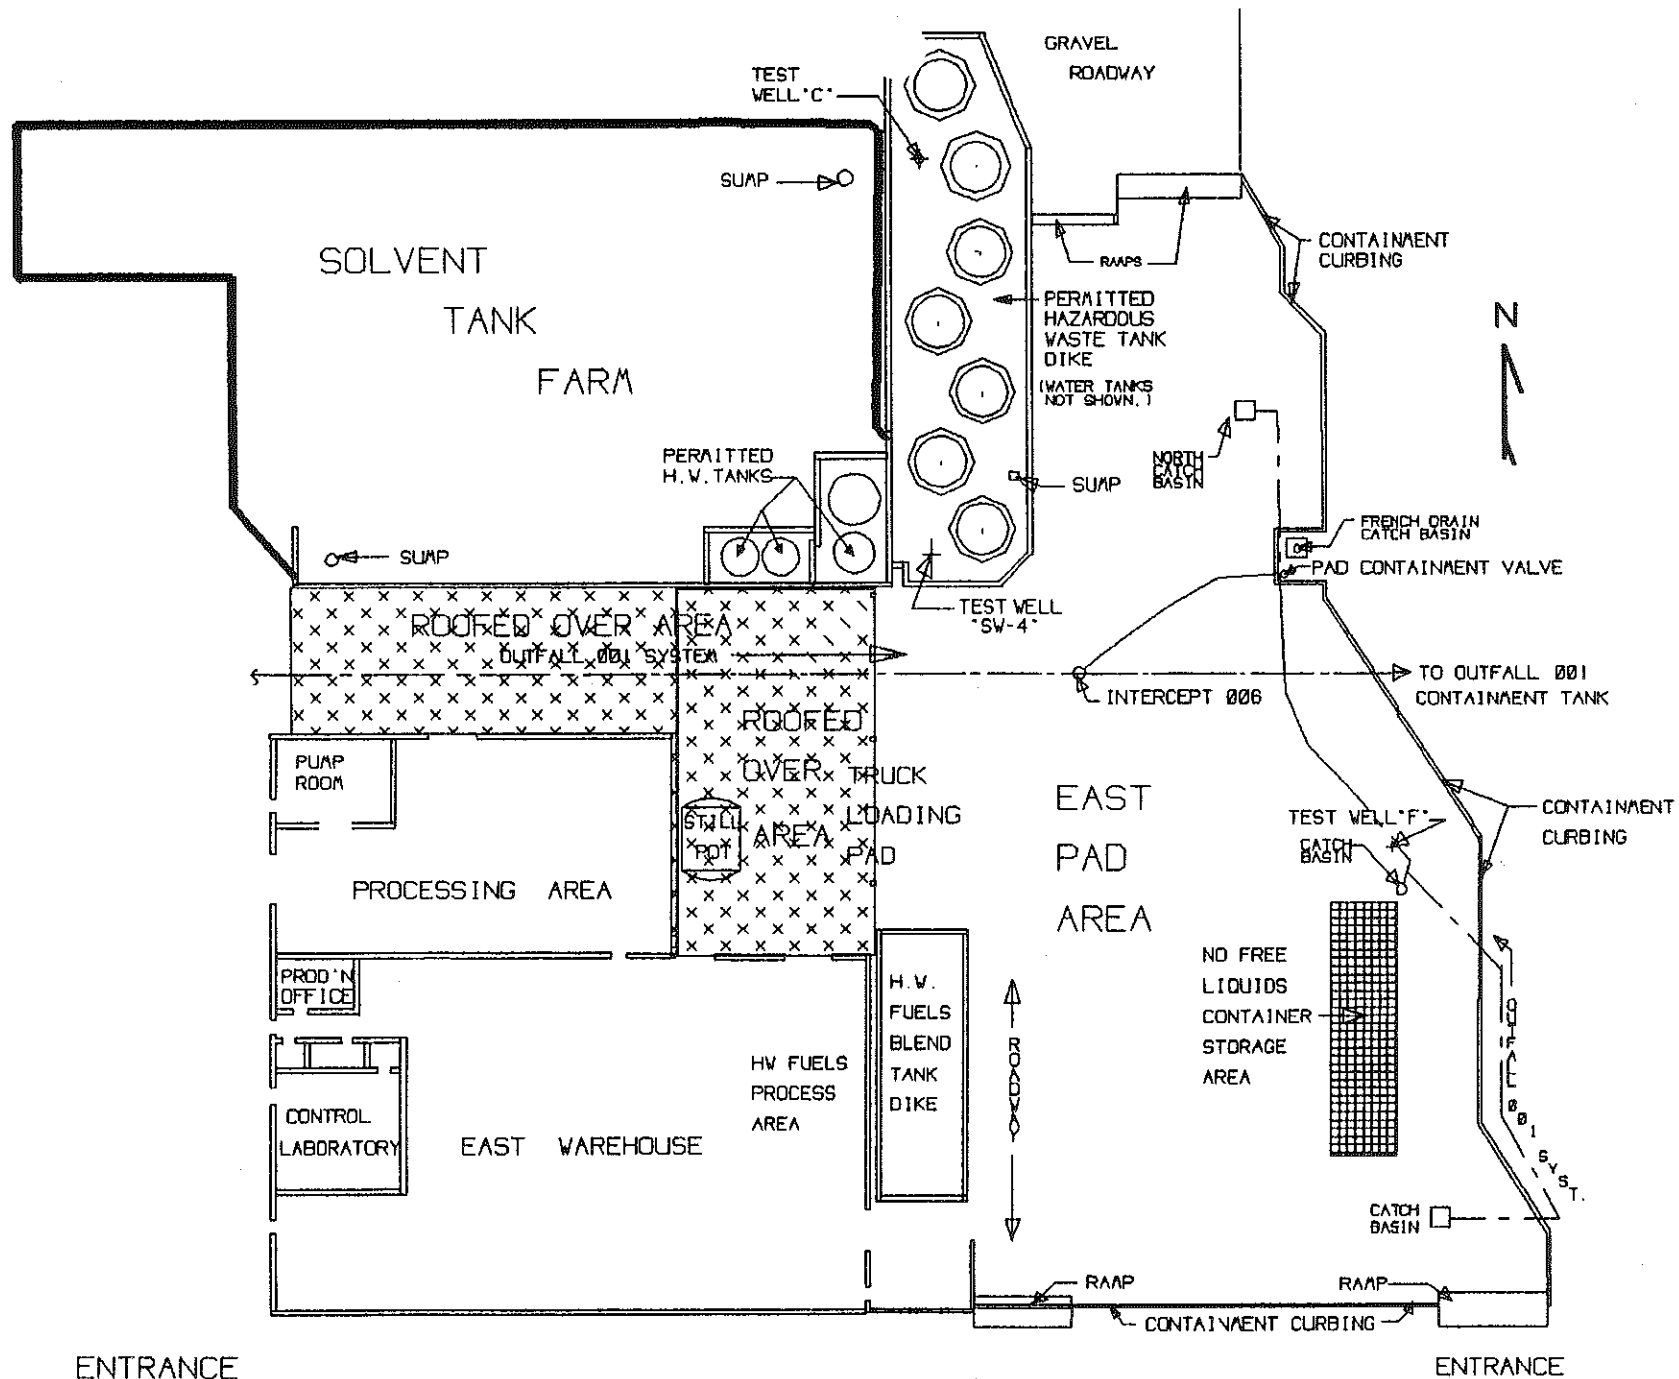 GRAVEL
ROADWAY
TEST
WELL"C"
SUMP
SOLVENT
TANK
FARM
CONTAINMENT
CURBING
RAMPS
PERMITTED
HAZARDOUS
WASTE TANK
DIKE
(WATER TANKS
NOT SHOWN.)
N
PERMITTED
H.W.TANKS
NORTH
CATCH
BASIN
SUMP
FRENCH DRAIN
CATCH BASIN
SUMP
PAD CONTAINMENT VALVE
TEST WELL
"SW-4"
ROOFED OVER AREA
OUTFALL 001 SYSTEM
TO OUTFALL 001
CONTAINMENT TANK
INTERCEPT 006
ROOFED
OVER
AREA
PUMP
ROOM
TRUCK
LOADING
PAD
STILL
POT
EAST
PAD
AREA
TEST WELL"F"
CATCH
BASIN
CONTAINMENT
CURBING
PROCESSING AREA
NO FREE
LIQUIDS
CONTAINER
STORAGE
AREA
PROD'N
OFFICE
H.W.
FUELS
BLEND
TANK
DIKE
ROADWAY
OUTFALL 001 SYST.
HW FUELS
PROCESS
AREA
CONTROL
LABORATORY
EAST WAREHOUSE
CATCH
BASIN
RAMP
RAMP
CONTAINMENT CURBING
ENTRANCE
ENTRANCE